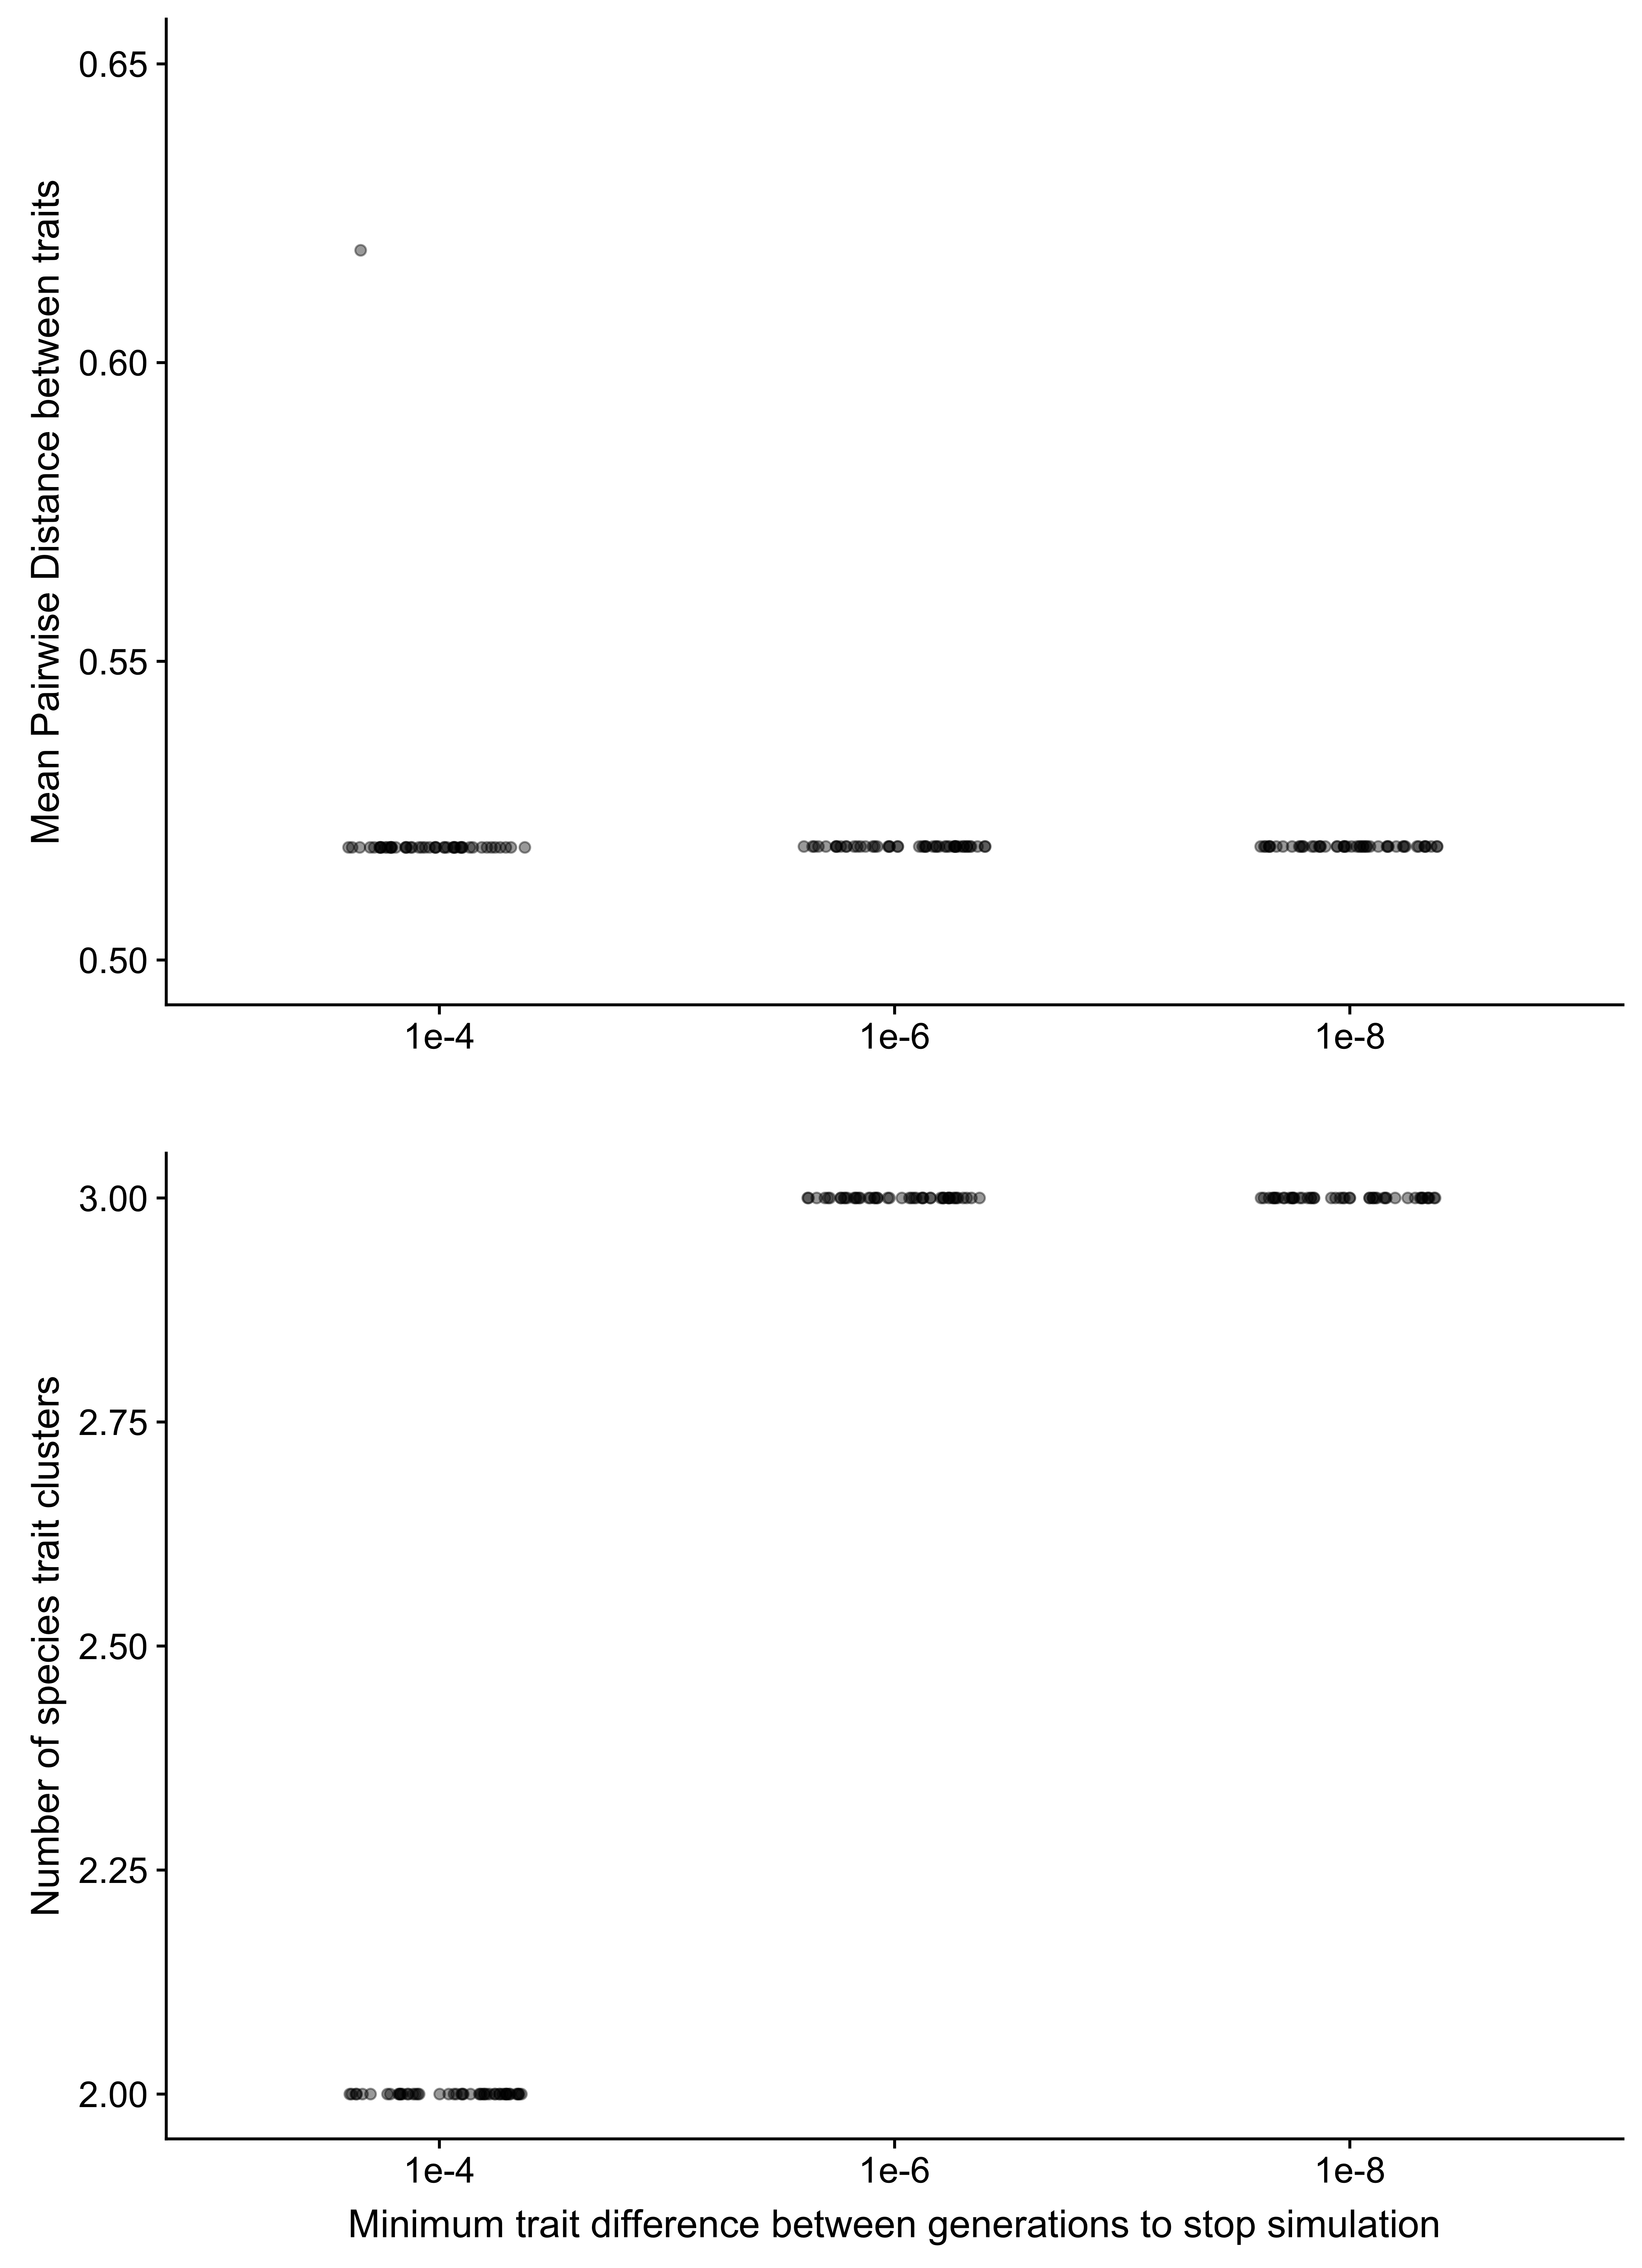 Mean Pairwise Distance between traits
0.65
0.60
0.55
0.50
1e-4 1e-6 1e-8
Number of species trait clusters
3.00
2.75
2.50
2.25
2.00
1e-4 1e-6 1e-8
Minimum trait difference between generations to stop simulation